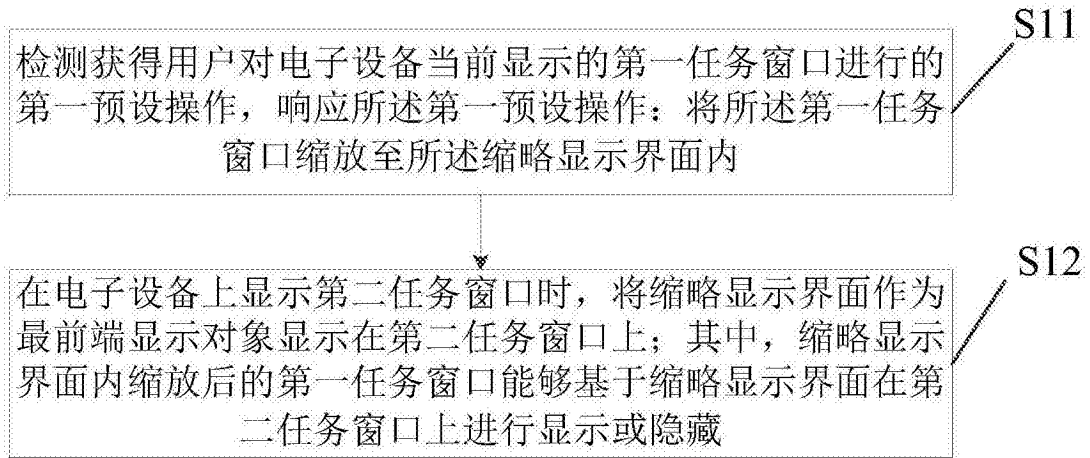 S11
检测获得用户对电子设备当前显示的第一任务窗口进行的
第一预设操作，响应所述第一预设操作：将所述第一任务
窗口缩放至所述缩略显示界面内
S12
在电子设备上显示第二任务窗口时，将缩略显示界面作为
最前端显示对象显示在第二任务窗口上；其中，缩略显示
界面内缩放后的第一任务窗口能够基于缩略显示界面在第
二任务窗口上进行显示或隐藏